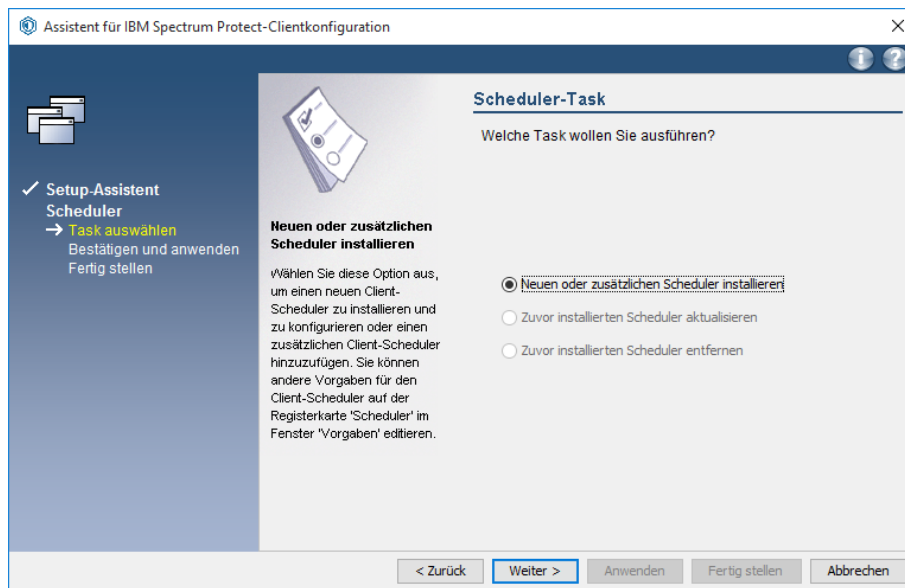 Assistent für IBM Spectrum Protect-Clientkonfiguration
Setup-Assistent
Scheduler
Task auswählen
Bestätigen und anwenden
Fertig stellen
Neuen oder zusätzlichen
Scheduler installieren
Wählen Sie diese Option aus,
um einen neuen Client-
Scheduler zu installieren und
zu konfigurieren oder einen
zusätzlichen Client-Scheduler
hinzuzufügen. Sie können
andere Vorgaben für den
Client-Scheduler auf der
Registerkarte 'Scheduler' im
Fenster 'Vorgaben' editieren.
Scheduler-Task
Welche Task wollen Sie ausführen?
Neuen oder zusätzlichen Scheduler installieren
Zuvor installierten Scheduler aktualisieren
Zuvor installierten Scheduler entfernen
< Zurück
Weiter >
Anwenden
Fertig stellen
Abbrechen